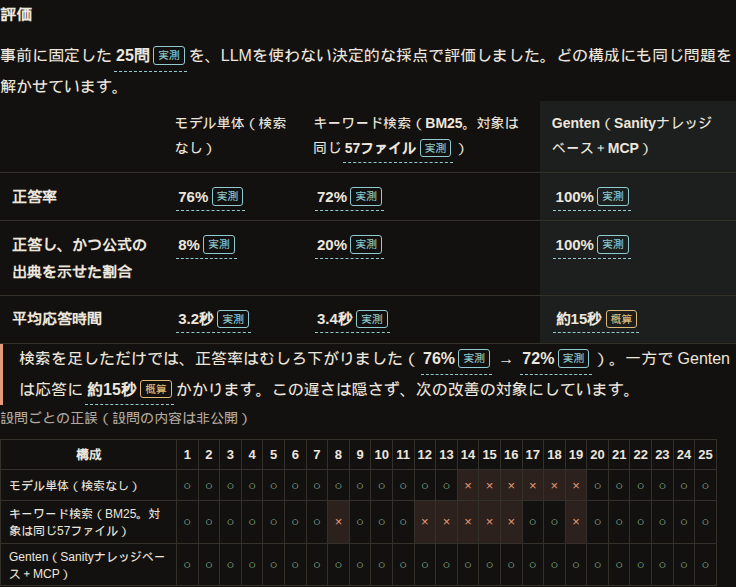 評価
事前に固定した 25問 実測 を、LLMを使わない決定的な採点で評価しました。どの構成にも同じ問題を
解かせています。
モデル単体（検索
なし）
キーワード検索（BM25。対象は
同じ 57ファイル 実測 ）
Genten（Sanityナレッジ
ベース + MCP）
正答率 76% 実測 72% 実測 100% 実測
正答し、かつ公式の
出典を示せた割合
8% 実測 20% 実測 100% 実測
平均応答時間 3.2秒 実測 3.4秒 実測 約15秒 概算
検索を足しただけでは、正答率はむしろ下がりました（ 76% 実測 → 72% 実測 ）。一方で Genten
は応答に 約15秒 概算 かかります。この遅さは隠さず、次の改善の対象にしています。
設問ごとの正誤（設問の内容は非公開）
構成 1 2 3 4 5 6 7 8 9 10 11 12 13 14 15 16 17 18 19 20 21 22 23 24 25
モデル単体（検索なし） ○ ○ ○ ○ ○ ○ ○ ○ ○ ○ ○ ○ ○ × × × × × × ○ ○ ○ ○ ○ ○
キーワード検索（BM25。対
象は同じ57ファイル）
○ ○ ○ ○ ○ ○ ○ × ○ ○ ○ × × × × × ○ ○ × ○ ○ ○ ○ ○ ○
Genten（Sanityナレッジベー
ス + MCP）
○ ○ ○ ○ ○ ○ ○ ○ ○ ○ ○ ○ ○ ○ ○ ○ ○ ○ ○ ○ ○ ○ ○ ○ ○